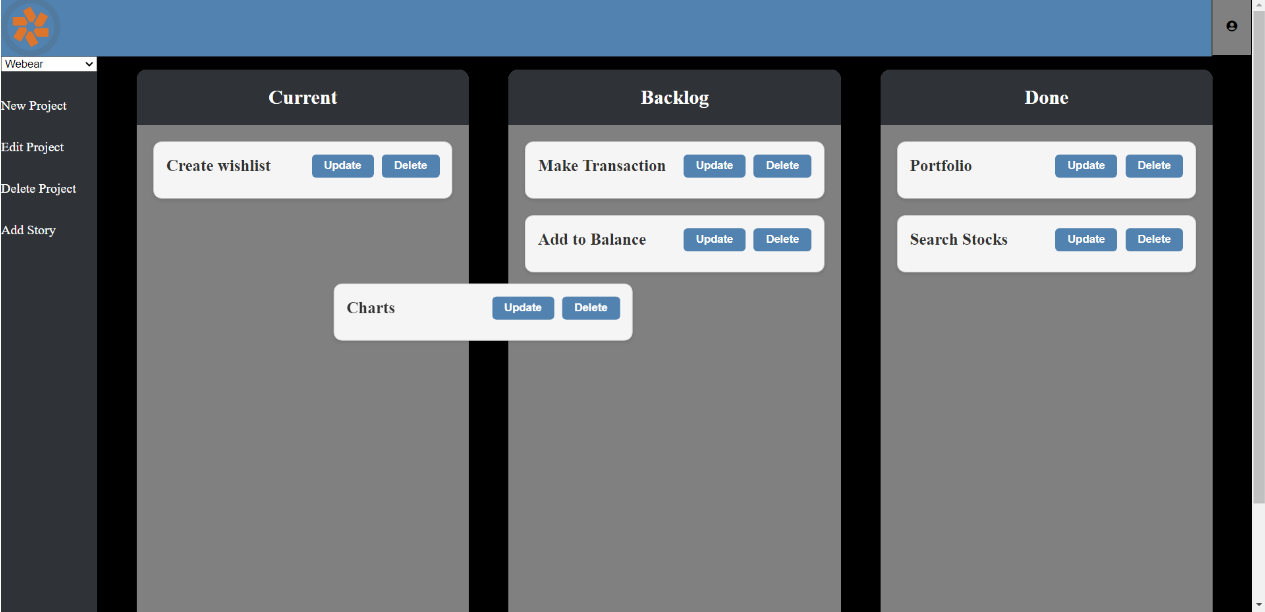 Webear
New Project
Edit Project
Delete Project
Add Story
Current
Create wishlist Update Delete
Backlog
Make Transaction Update Delete
Add to Balance Update Delete
Charts Update Delete
Done
Portfolio Update Delete
Search Stocks Update Delete